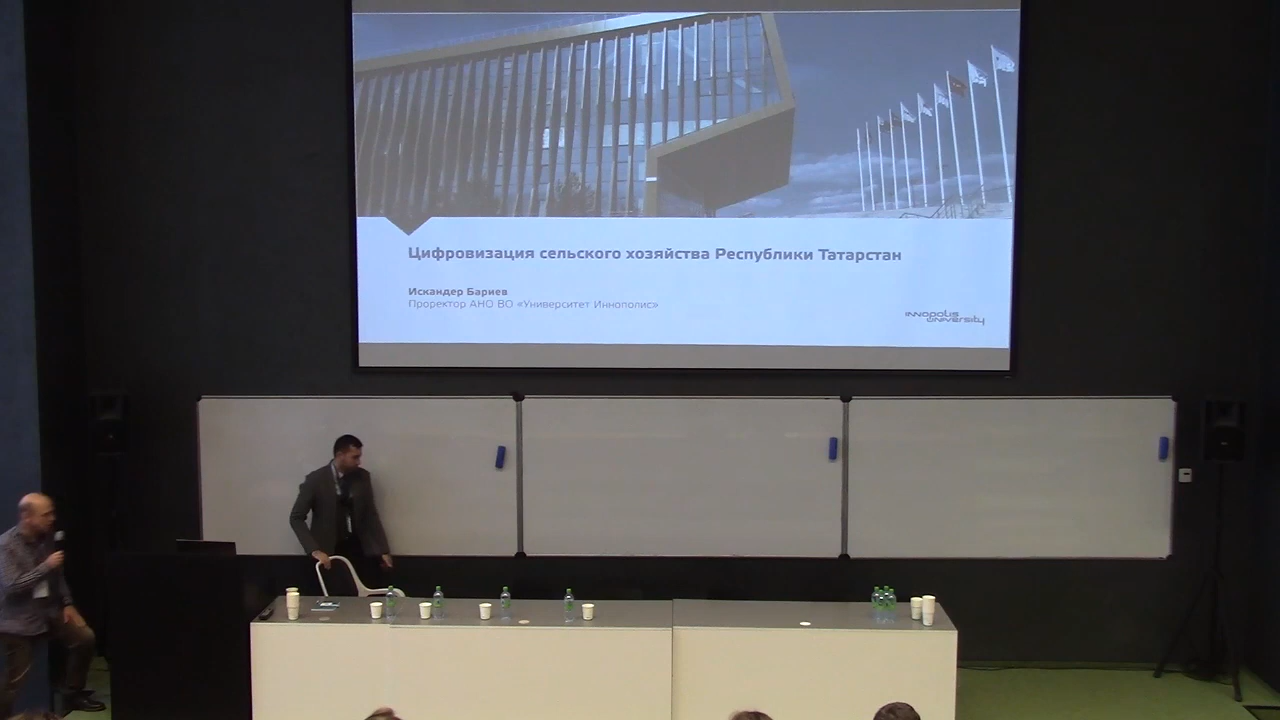 Цифровизация сельского хозяйства Республики Татарстан
Искандер Бариев
Проректор АНО ВО «Университет Иннополис»
INNOPOLIS
UNIVERSITY